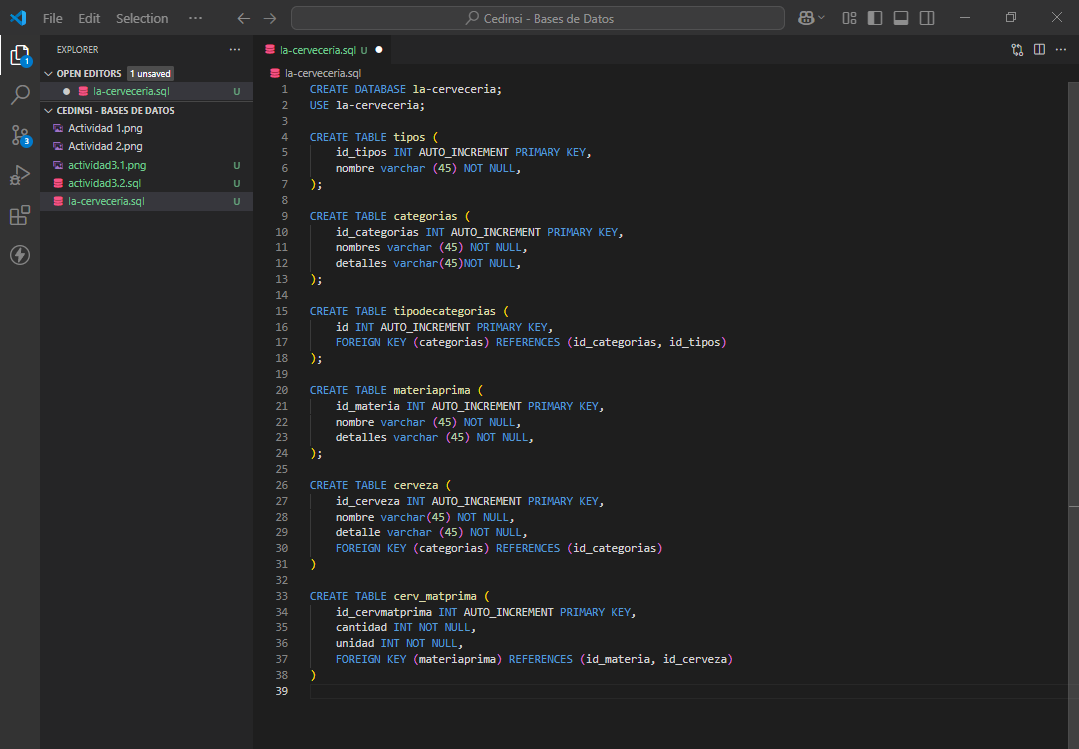 File Edit Selection ··· Cedinsi - Bases de Datos
EXPLORER ···
OPEN EDITORS 1 unsaved
la-cerveceria.sql U
CEDINSI - BASES DE DATOS
Actividad 1.png
Actividad 2.png
actividad3.1.png U
actividad3.2.sql U
la-cerveceria.sql U
1
3
la-cerveceria.sql U
la-cerveceria.sql
1 CREATE DATABASE la-cerveceria;
2 USE la-cerveceria;
3
4 CREATE TABLE tipos (
5 id_tipos INT AUTO_INCREMENT PRIMARY KEY,
6 nombre varchar (45) NOT NULL,
7 );
8
9 CREATE TABLE categorias (
10 id_categorias INT AUTO_INCREMENT PRIMARY KEY,
11 nombres varchar (45) NOT NULL,
12 detalles varchar(45)NOT NULL,
13 );
14
15 CREATE TABLE tipodecategorias (
16 id INT AUTO_INCREMENT PRIMARY KEY,
17 FOREIGN KEY (categorias) REFERENCES (id_categorias, id_tipos)
18 );
19
20 CREATE TABLE materiaprima (
21 id_materia INT AUTO_INCREMENT PRIMARY KEY,
22 nombre varchar (45) NOT NULL,
23 detalles varchar (45) NOT NULL,
24 );
25
26 CREATE TABLE cerveza (
27 id_cerveza INT AUTO_INCREMENT PRIMARY KEY,
28 nombre varchar(45) NOT NULL,
29 detalle varchar (45) NOT NULL,
30 FOREIGN KEY (categorias) REFERENCES (id_categorias)
31 )
32
33 CREATE TABLE cerv_matprima (
34 id_cervmatprima INT AUTO_INCREMENT PRIMARY KEY,
35 cantidad INT NOT NULL,
36 unidad INT NOT NULL,
37 FOREIGN KEY (materiaprima) REFERENCES (id_materia, id_cerveza)
38 )
39